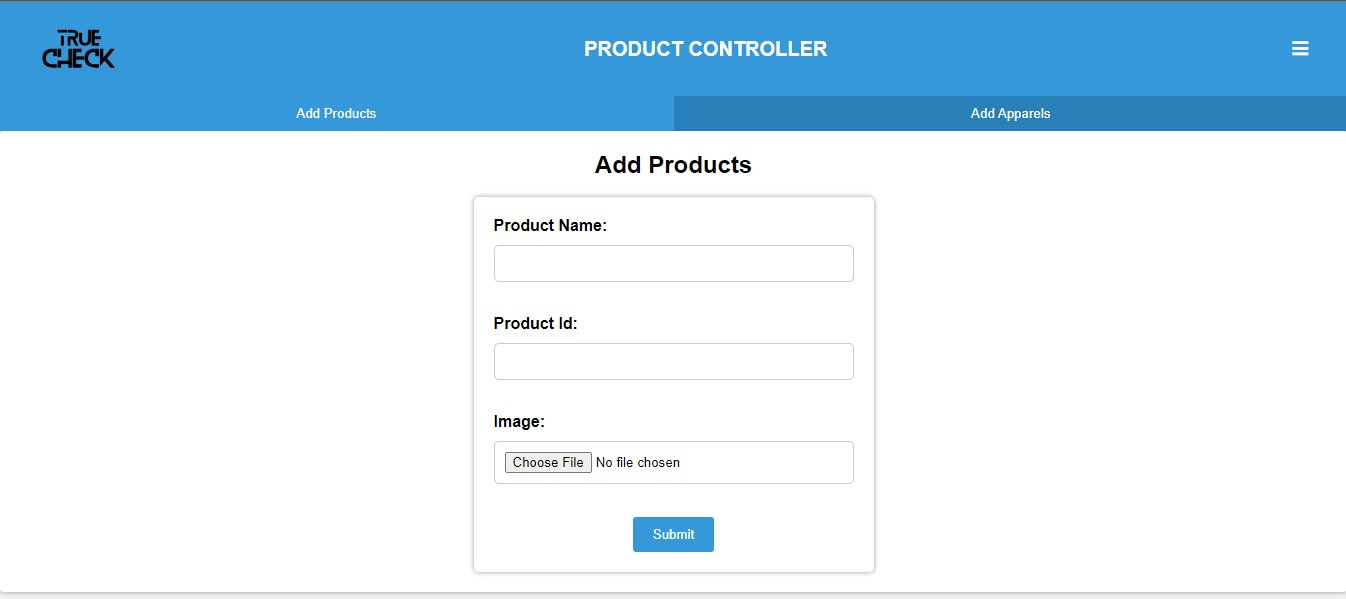 TRUE
CHECK
PRODUCT CONTROLLER
Add Products
Add Apparels
Add Products
Product Name:
Product Id:
Image:
Choose File No file chosen
Submit